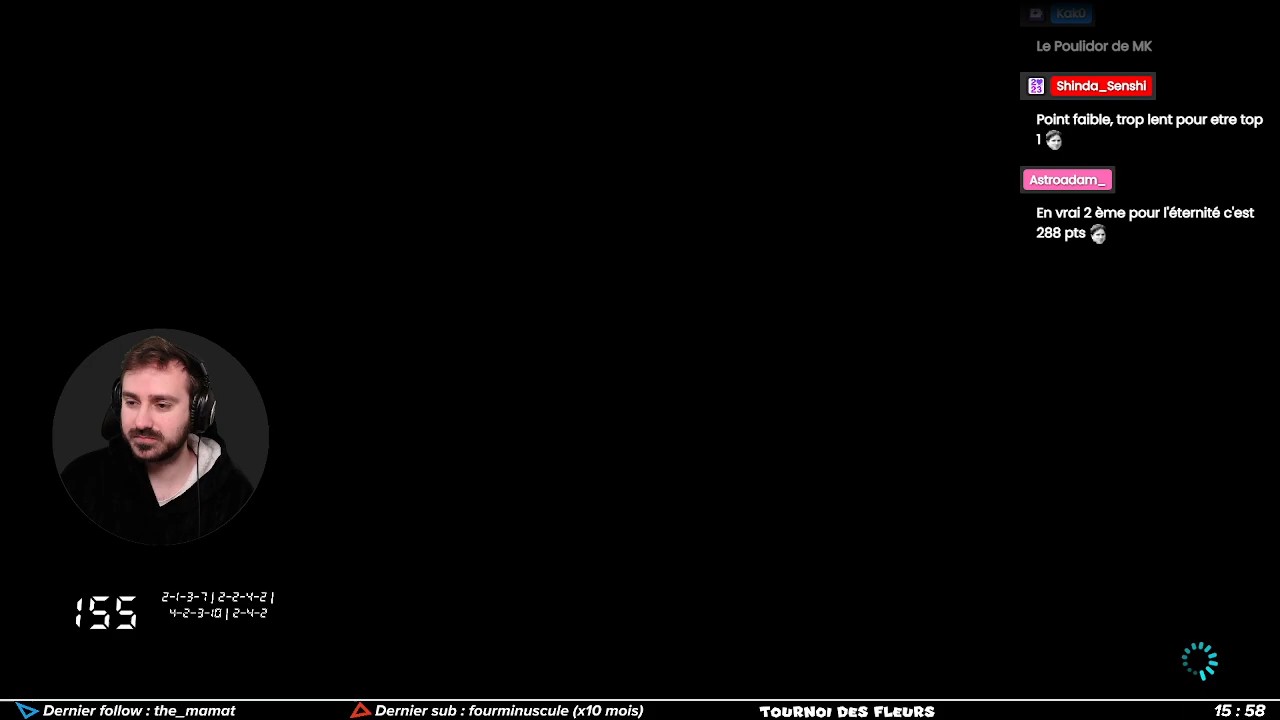 Kak0
Le Poulidor de MK
Shinda_Senshi
Point faible, trop lent pour etre top
1
Astroadam_
En vrai 2 ème pour l'éternité c'est
288 pts
155
2-1-3-7 | 2-2-4-2 |
4-2-3-10 | 2-4-2
Dernier follow : the_mamat
Dernier sub : fourminuscule (x10 mois)
TOURNOI DES FLEURS
15 : 58